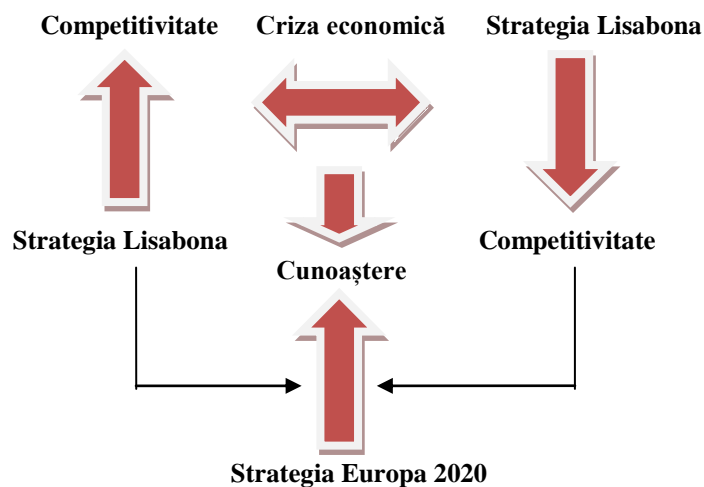 Competitivitate Criza economică Strategia Lisabona
Strategia Lisabona Competitivitate
Cunoaștere
Strategia Europa 2020